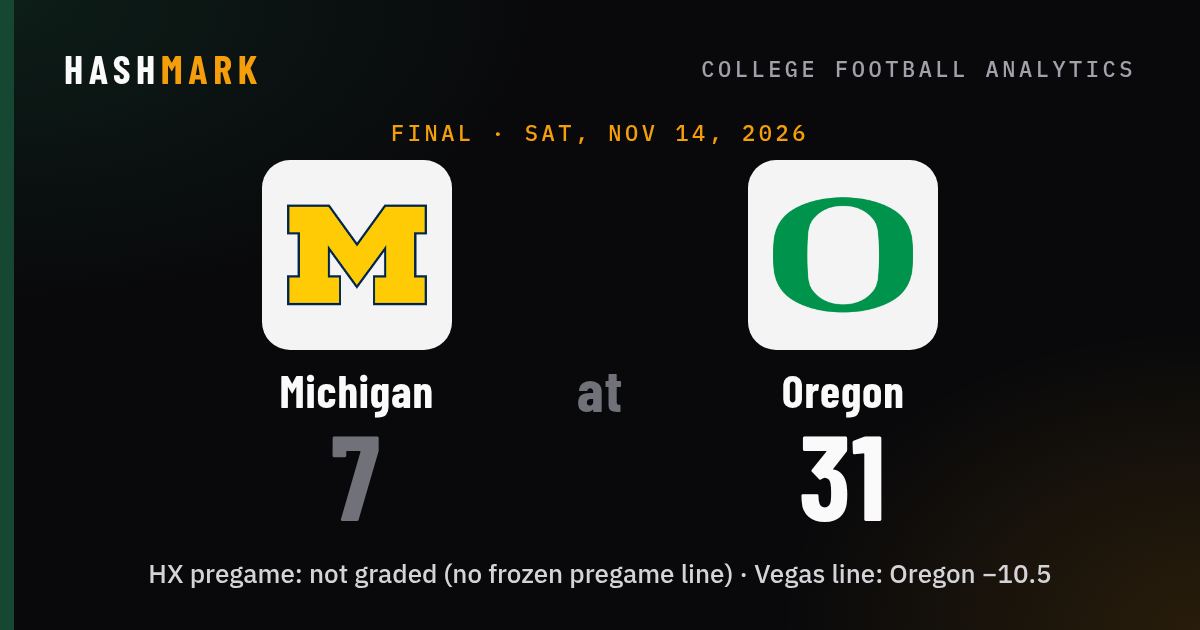 HASHMARK
COLLEGE FOOTBALL ANALYTICS
FINAL · SAT, NOV 14, 2026
M
O
Michigan at Oregon
7 31
HX pregame: not graded (no frozen pregame line) · Vegas line: Oregon −10.5